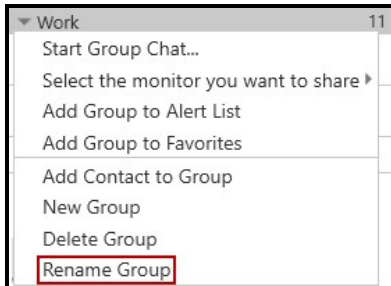 Work 11
Start Group Chat...
Select the monitor you want to share
Add Group to Alert List
Add Group to Favorites
Add Contact to Group
New Group
Delete Group
Rename Group